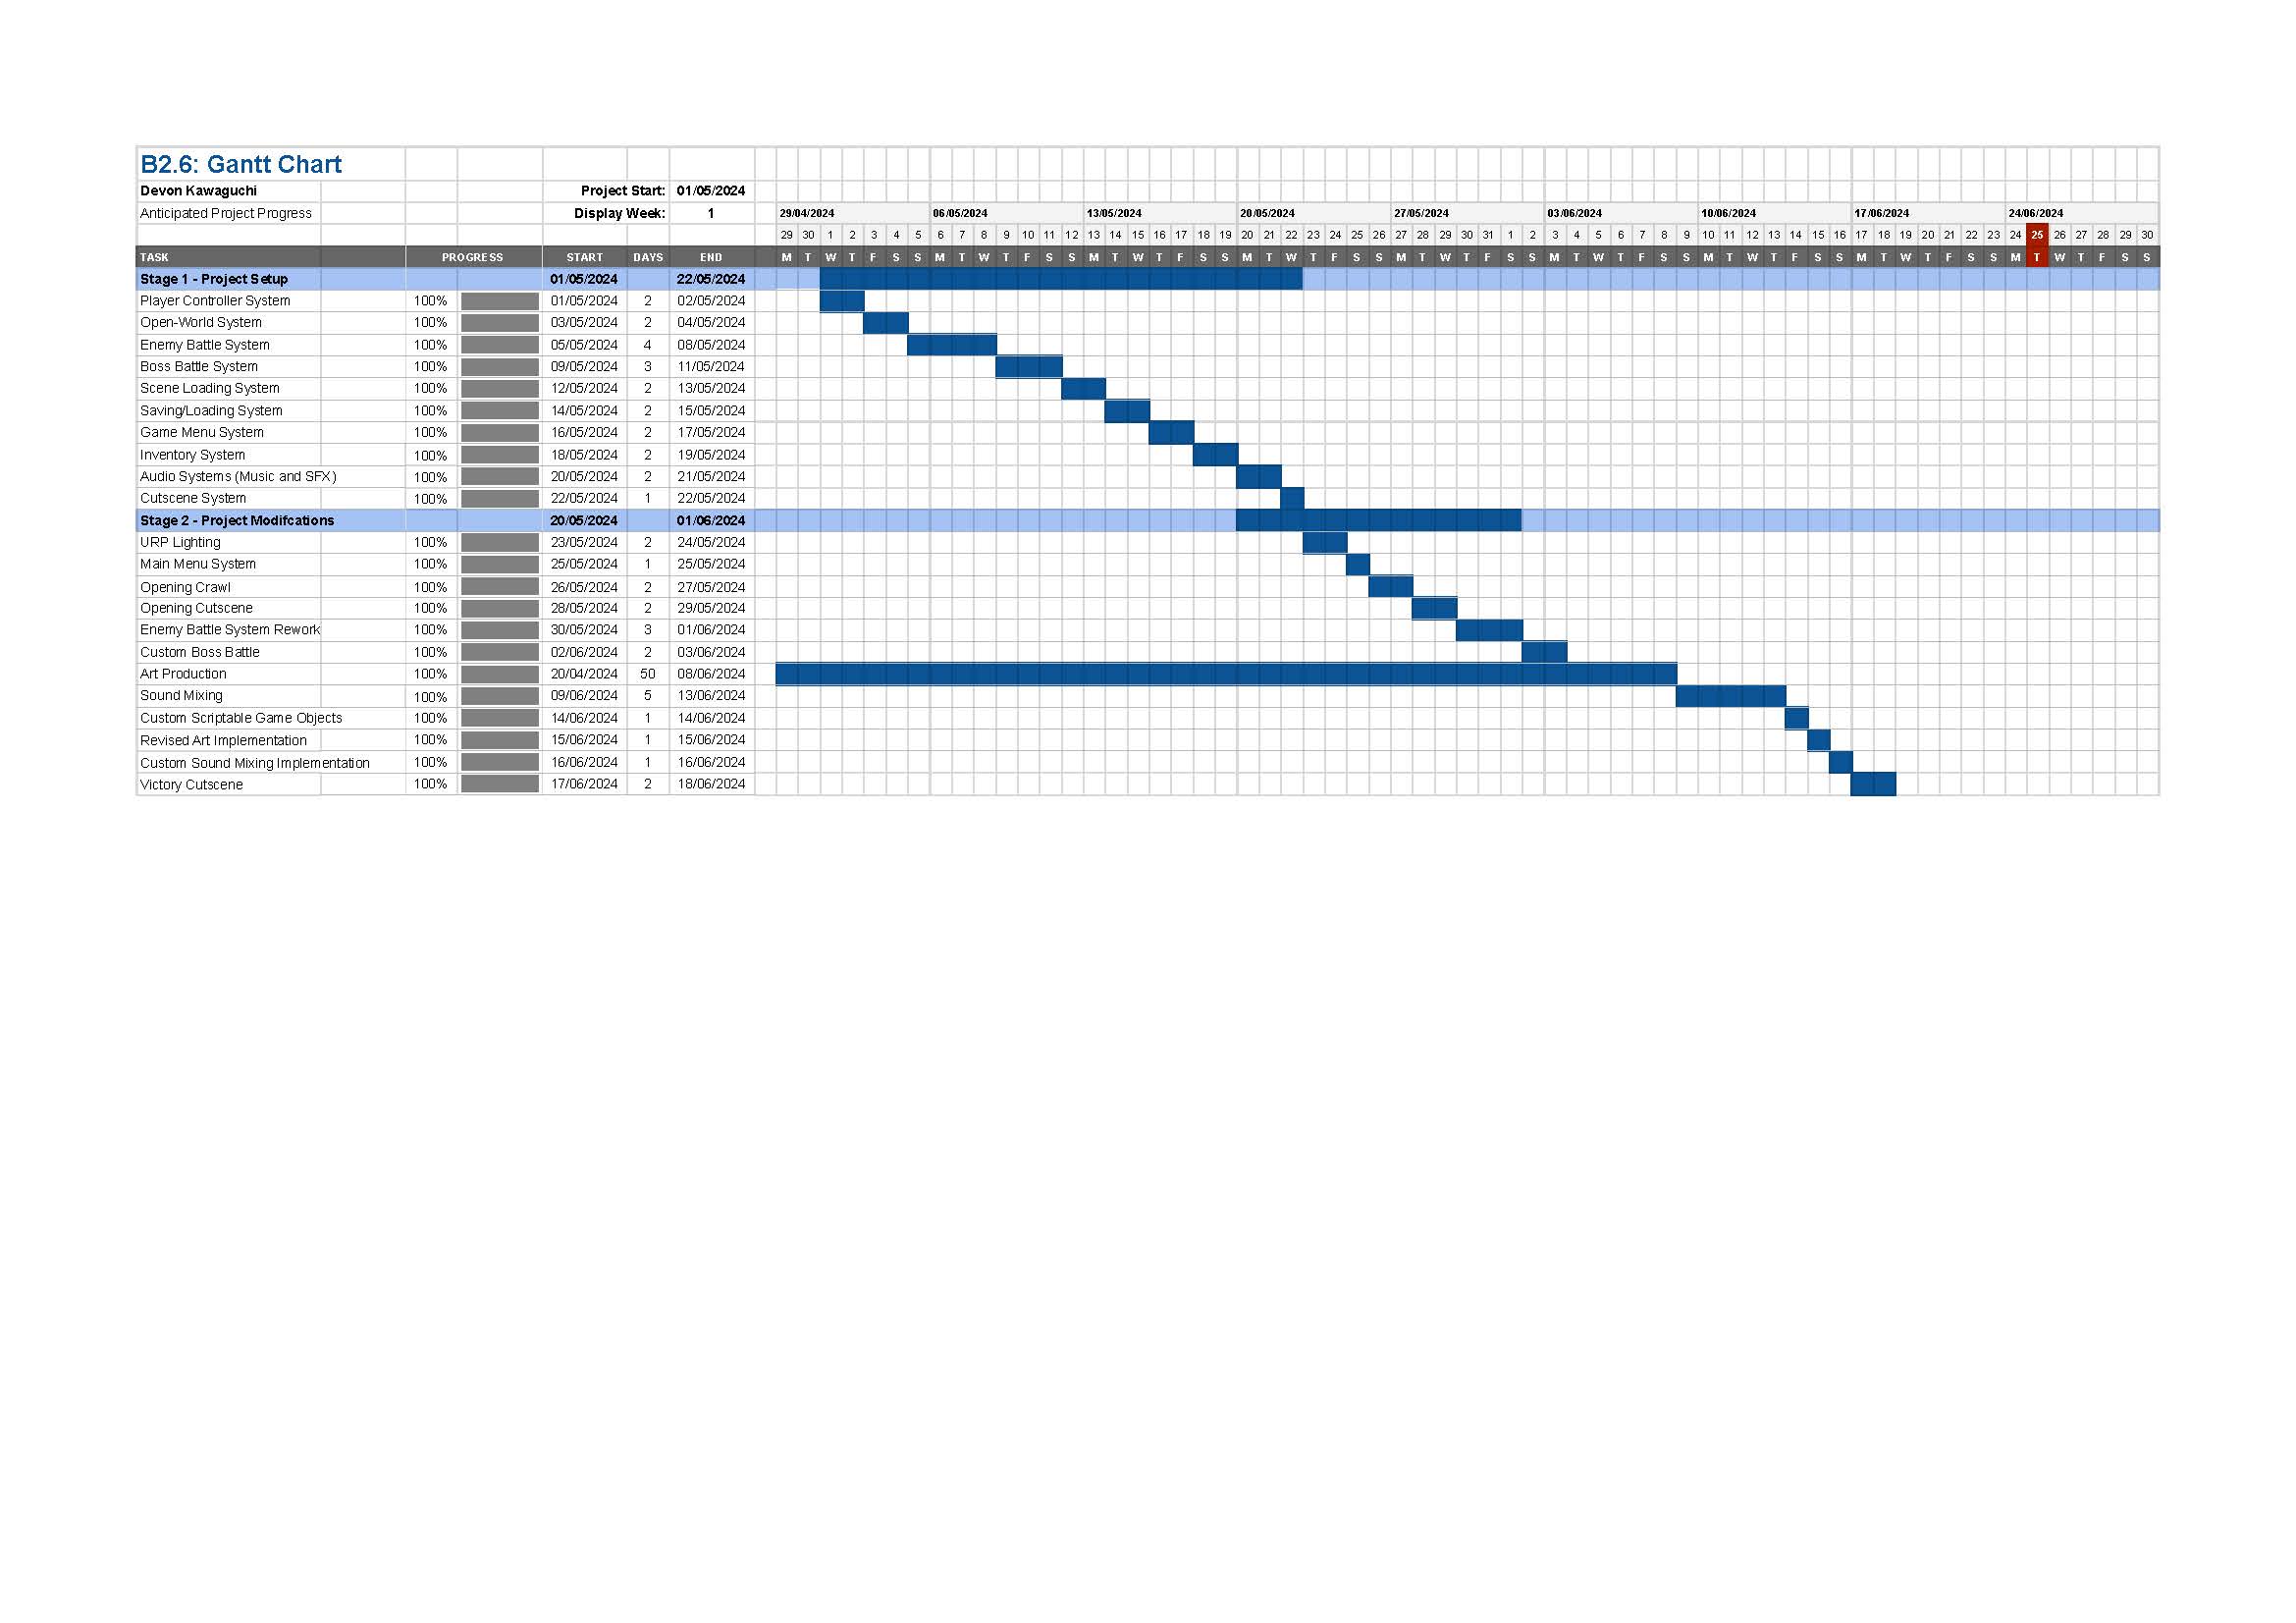 B2.6: Gantt Chart
Devon Kawaguchi Project Start: 01/05/2024
Anticipated Project Progress Display Week: 1 29/04/2024 06/05/2024 13/05/2024 20/05/2024 27/05/2024 03/06/2024 10/06/2024 17/06/2024 24/06/2024
29 30 1 2 3 4 5 6 7 8 9 10 11 12 13 14 15 16 17 18 19 20 21 22 23 24 25 26 27 28 29 30 31 1 2 3 4 5 6 7 8 9 10 11 12 13 14 15 16 17 18 19 20 21 22 23 24 25 26 27 28 29 30
TASK PROGRESS START DAYS END M T W T F S S M T W T F S S M T W T F S S M T W T F S S M T W T F S S M T W T F S S M T W T F S S M T W T F S S M T W T F S S
Stage 1 - Project Setup 01/05/2024 22/05/2024
Player Controller System 100% 01/05/2024 2 02/05/2024
Open-World System 100% 03/05/2024 2 04/05/2024
Enemy Battle System 100% 05/05/2024 4 08/05/2024
Boss Battle System 100% 09/05/2024 3 11/05/2024
Scene Loading System 100% 12/05/2024 2 13/05/2024
Saving/Loading System 100% 14/05/2024 2 15/05/2024
Game Menu System 100% 16/05/2024 2 17/05/2024
Inventory System 100% 18/05/2024 2 19/05/2024
Audio Systems (Music and SFX) 100% 20/05/2024 2 21/05/2024
Cutscene System 100% 22/05/2024 1 22/05/2024
Stage 2 - Project Modifcations 20/05/2024 01/06/2024
URP Lighting 100% 23/05/2024 2 24/05/2024
Main Menu System 100% 25/05/2024 1 25/05/2024
Opening Crawl 100% 26/05/2024 2 27/05/2024
Opening Cutscene 100% 28/05/2024 2 29/05/2024
Enemy Battle System Rework 100% 30/05/2024 3 01/06/2024
Custom Boss Battle 100% 02/06/2024 2 03/06/2024
Art Production 100% 20/04/2024 50 08/06/2024
Sound Mixing 100% 09/06/2024 5 13/06/2024
Custom Scriptable Game Objects 100% 14/06/2024 1 14/06/2024
Revised Art Implementation 100% 15/06/2024 1 15/06/2024
Custom Sound Mixing Implementation 100% 16/06/2024 1 16/06/2024
Victory Cutscene 100% 17/06/2024 2 18/06/2024